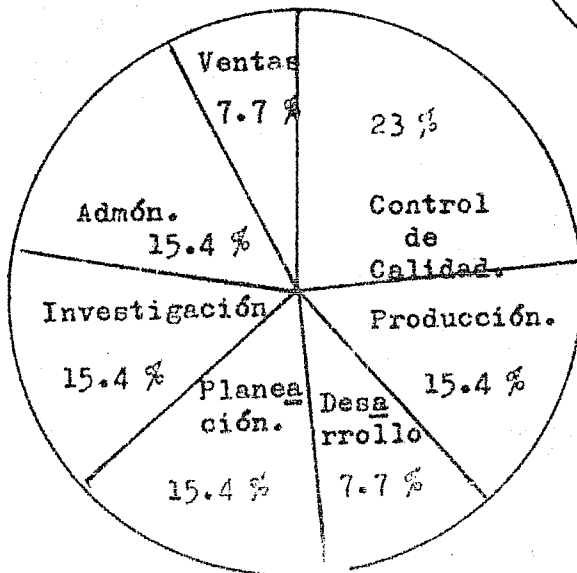 Ventas
7.7 %
23 %
Control
de
Calidad.
Admón.
15.4 %
Investigación
15.4 %
Producción.
15.4 %
Planea
ción.
15.4 %
Desa
rrollo
7.7 %